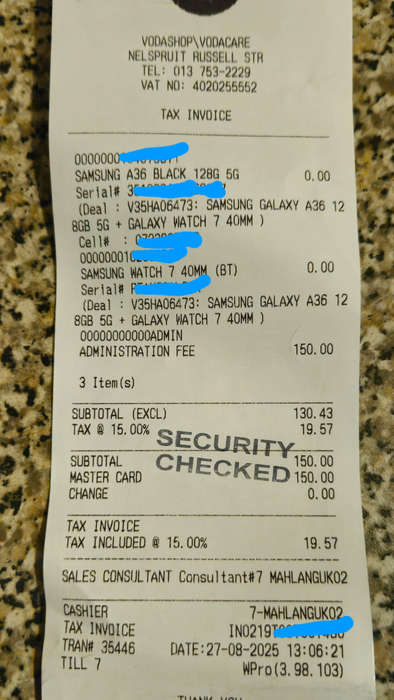 VODASHOP\VODACARE
NELSPRUIT RUSSELL STR
TEL: 013 753-2229
VAT NO: 4020255552
TAX INVOICE
SAMSUNG A36 BLACK 128G 5G 0.00
Serial#
(Deal : V35HA06473: SAMSUNG GALAXY A36 12
8GB 5G + GALAXY WATCH 7 40MM )
Cell# :
SAMSUNG WATCH 7 40MM (BT) 0.00
Serial#
(Deal : V35HA06473: SAMSUNG GALAXY A36 12
8GB 5G + GALAXY WATCH 7 40MM )
00000000000ADMIN
ADMINISTRATION FEE 150.00
3 Item(s)
SUBTOTAL (EXCL) 130.43
TAX @ 15.00% 19.57
SECURITY
CHECKED
SUBTOTAL 150.00
MASTER CARD 150.00
CHANGE 0.00
TAX INVOICE
TAX INCLUDED @ 15.00% 19.57
SALES CONSULTANT Consultant#7 MAHLANGUKO2
CASHIER 7-MAHLANGUKO2
TAX INVOICE
TRAN# 35446 DATE:27-08-2025 13:06:21
TILL 7 WPro(3.98.103)